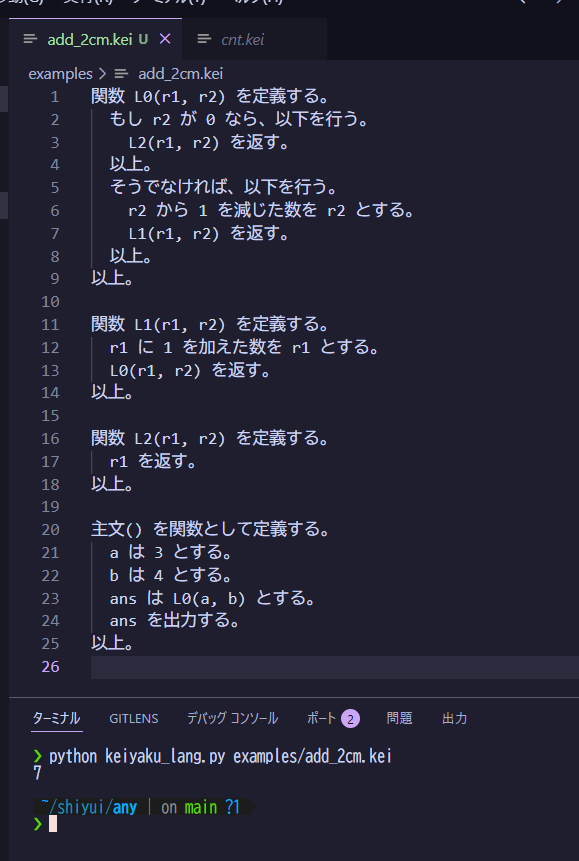 add_2cm.kei U ×
cnt.kei
examples > add_2cm.kei
1 関数 L0(r1, r2) を定義する。
2 もし r2 が 0 なら、以下を行う。
3 L2(r1, r2) を返す。
4 以上。
5 そうでなければ、以下を行う。
6 r2 から 1 を減じた数を r2 とする。
7 L1(r1, r2) を返す。
8 以上。
9 以上。
10
11 関数 L1(r1, r2) を定義する。
12 r1 に 1 を加えた数を r1 とする。
13 L0(r1, r2) を返す。
14 以上。
15
16 関数 L2(r1, r2) を定義する。
17 r1 を返す。
18 以上。
19
20 主文() を関数として定義する。
21 a は 3 とする。
22 b は 4 とする。
23 ans は L0(a, b) とする。
24 ans を出力する。
25 以上。
26
ターミナル GITLENS デバッグ コンソール ポート 2 問題 出力
❯ python keiyaku_lang.py examples/add_2cm.kei
7
~/shiyui/any | on main ?1
❯